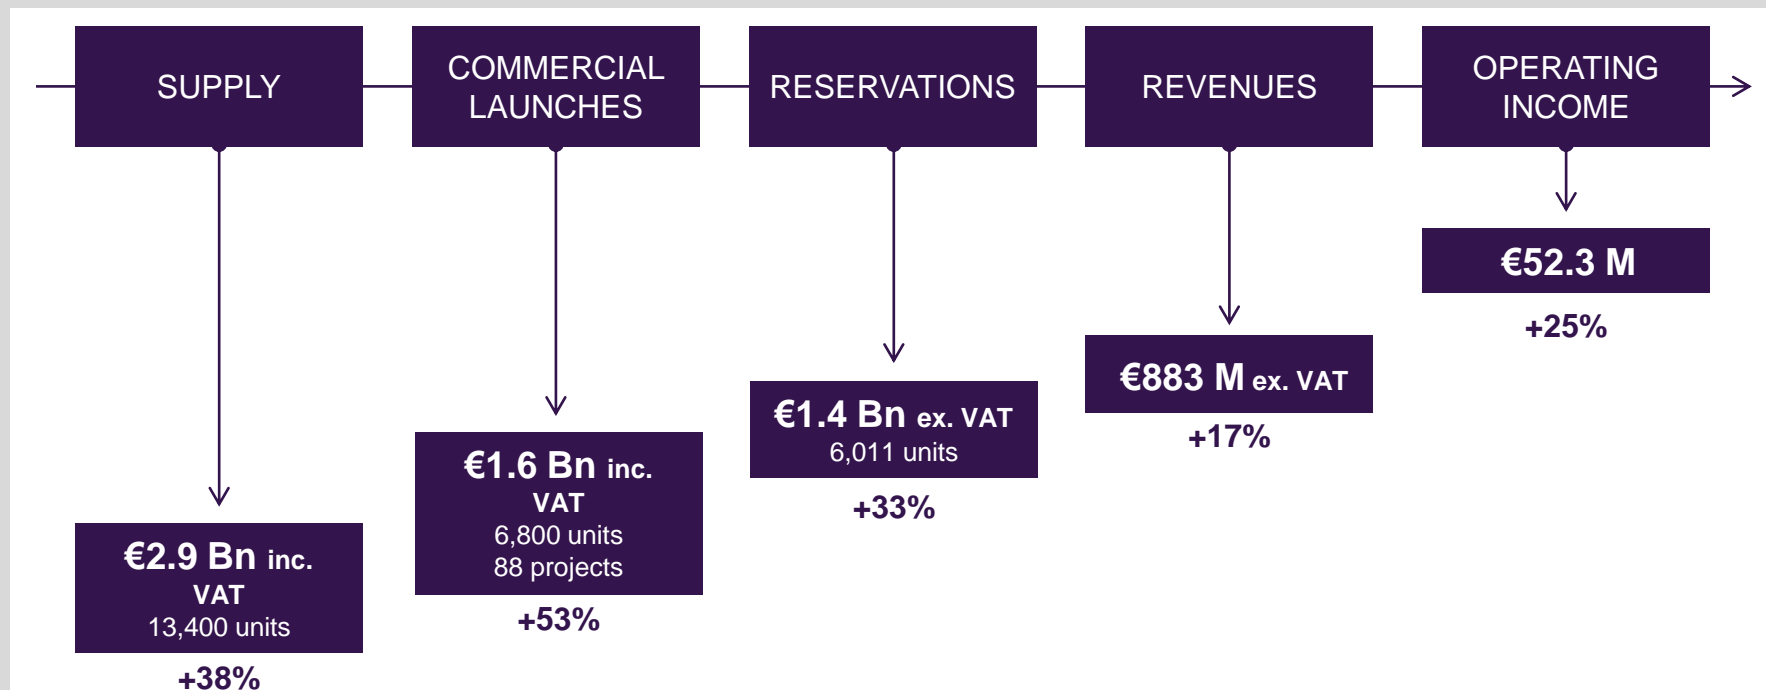 SUPPLY
COMMERCIAL
LAUNCHES
RESERVATIONS
REVENUES
OPERATING
INCOME
€2.9 Bn inc.
VAT
13,400 units
+38%
€1.6 Bn inc.
VAT
6,800 units
88 projects
+53%
€1.4 Bn ex. VAT
6,011 units
+33%
€883 M ex. VAT
+17%
€52.3 M
+25%